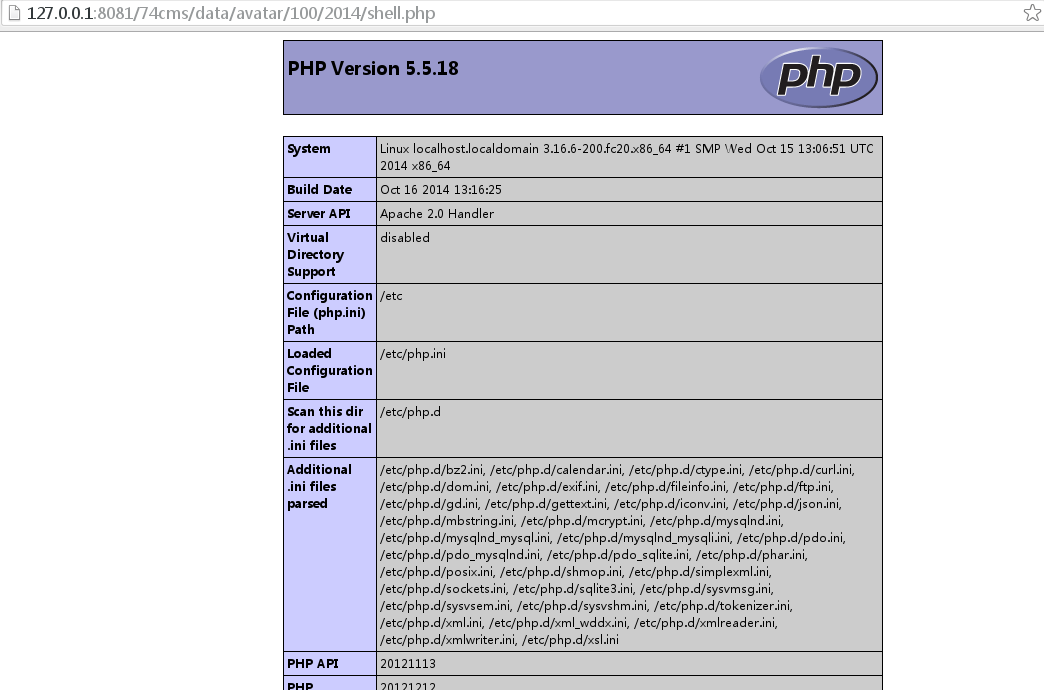 127.0.0.1:8081/74cms/data/avatar/100/2014/shell.php
PHP Version 5.5.18
php
System
Linux localhost.localdomain 3.16.6-200.fc20.x86_64 #1 SMP Wed Oct 15 13:06:51 UTC
2014 x86_64
Build Date
Oct 16 2014 13:16:25
Server API
Apache 2.0 Handler
Virtual
Directory
Support
disabled
Configuration
File (php.ini)
Path
/etc
Loaded
Configuration
File
/etc/php.ini
Scan this dir
for additional
.ini files
/etc/php.d
Additional
.ini files
parsed
/etc/php.d/bz2.ini, /etc/php.d/calendar.ini, /etc/php.d/ctype.ini, /etc/php.d/curl.ini,
/etc/php.d/dom.ini, /etc/php.d/exif.ini, /etc/php.d/fileinfo.ini, /etc/php.d/ftp.ini,
/etc/php.d/gd.ini, /etc/php.d/gettext.ini, /etc/php.d/iconv.ini, /etc/php.d/json.ini,
/etc/php.d/mbstring.ini, /etc/php.d/mcrypt.ini, /etc/php.d/mysqlnd.ini,
/etc/php.d/mysqlnd_mysql.ini, /etc/php.d/mysqlnd_mysqli.ini, /etc/php.d/pdo.ini,
/etc/php.d/pdo_mysqlnd.ini, /etc/php.d/pdo_sqlite.ini, /etc/php.d/phar.ini,
/etc/php.d/posix.ini, /etc/php.d/shmop.ini, /etc/php.d/simplexml.ini,
/etc/php.d/sockets.ini, /etc/php.d/sqlite3.ini, /etc/php.d/sysvmsg.ini,
/etc/php.d/sysvsem.ini, /etc/php.d/sysvshm.ini, /etc/php.d/tokenizer.ini,
/etc/php.d/xml.ini, /etc/php.d/xml_wddx.ini, /etc/php.d/xmlreader.ini,
/etc/php.d/xmlwriter.ini, /etc/php.d/xsl.ini
PHP API
20121113
PHP
20121212